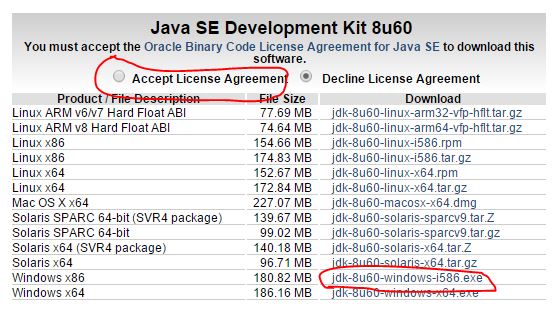 Java SE Development Kit 8u60
You must accept the Oracle Binary Code License Agreement for Java SE to download this
software.
Accept License Agreement Decline License Agreement
Product / File Description File Size Download
Linux ARM v6/v7 Hard Float ABI 77.69 MB jdk-8u60-linux-arm32-vfp-hflt.tar.gz
Linux ARM v8 Hard Float ABI 74.64 MB jdk-8u60-linux-arm64-vfp-hflt.tar.gz
Linux x86 154.66 MB jdk-8u60-linux-i586.rpm
Linux x86 174.83 MB jdk-8u60-linux-i586.tar.gz
Linux x64 152.67 MB jdk-8u60-linux-x64.rpm
Linux x64 172.84 MB jdk-8u60-linux-x64.tar.gz
Mac OS X x64 227.07 MB jdk-8u60-macosx-x64.dmg
Solaris SPARC 64-bit (SVR4 package) 139.67 MB jdk-8u60-solaris-sparcv9.tar.Z
Solaris SPARC 64-bit 99.02 MB jdk-8u60-solaris-sparcv9.tar.gz
Solaris x64 (SVR4 package) 140.18 MB jdk-8u60-solaris-x64.tar.Z
Solaris x64 96.71 MB jdk-8u60-solaris-x64.tar.gz
Windows x86 180.82 MB jdk-8u60-windows-i586.exe
Windows x64 186.16 MB jdk-8u60-windows-x64.exe